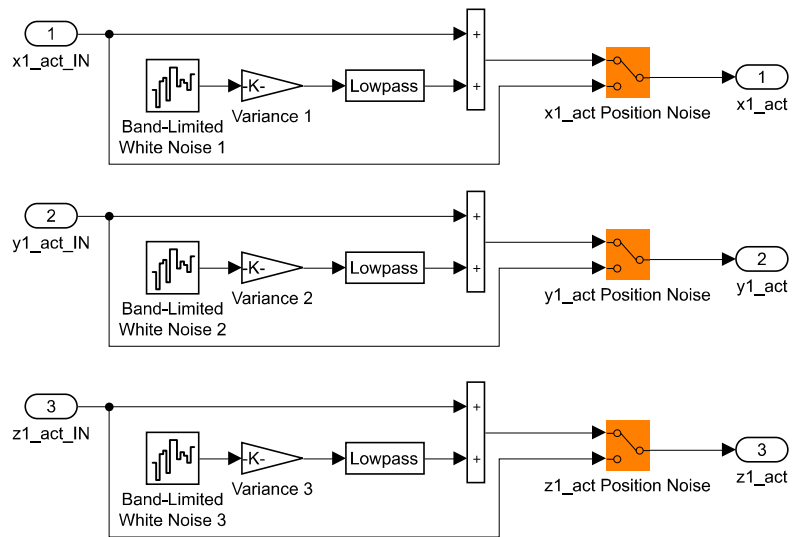 1
x1_act_IN
Band-Limited
White Noise 1
-K-
Variance 1
Lowpass
+
+
x1_act Position Noise
1
x1_act
2
y1_act_IN
Band-Limited
White Noise 2
-K-
Variance 2
Lowpass
+
+
y1_act Position Noise
2
y1_act
3
z1_act_IN
Band-Limited
White Noise 3
-K-
Variance 3
Lowpass
+
+
z1_act Position Noise
3
z1_act